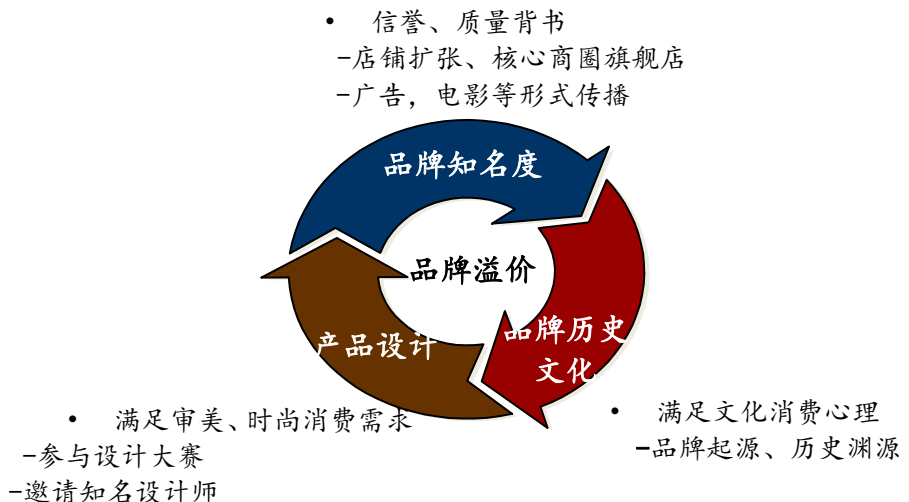 • 信誉、质量背书
-店铺扩张、核心商圈旗舰店
-广告，电影等形式传播
品牌知名度
品牌溢价
产品设计
品牌历史
文化
• 满足审美、时尚消费需求
-参与设计大赛
-邀请知名设计师
• 满足文化消费心理
-品牌起源、历史渊源